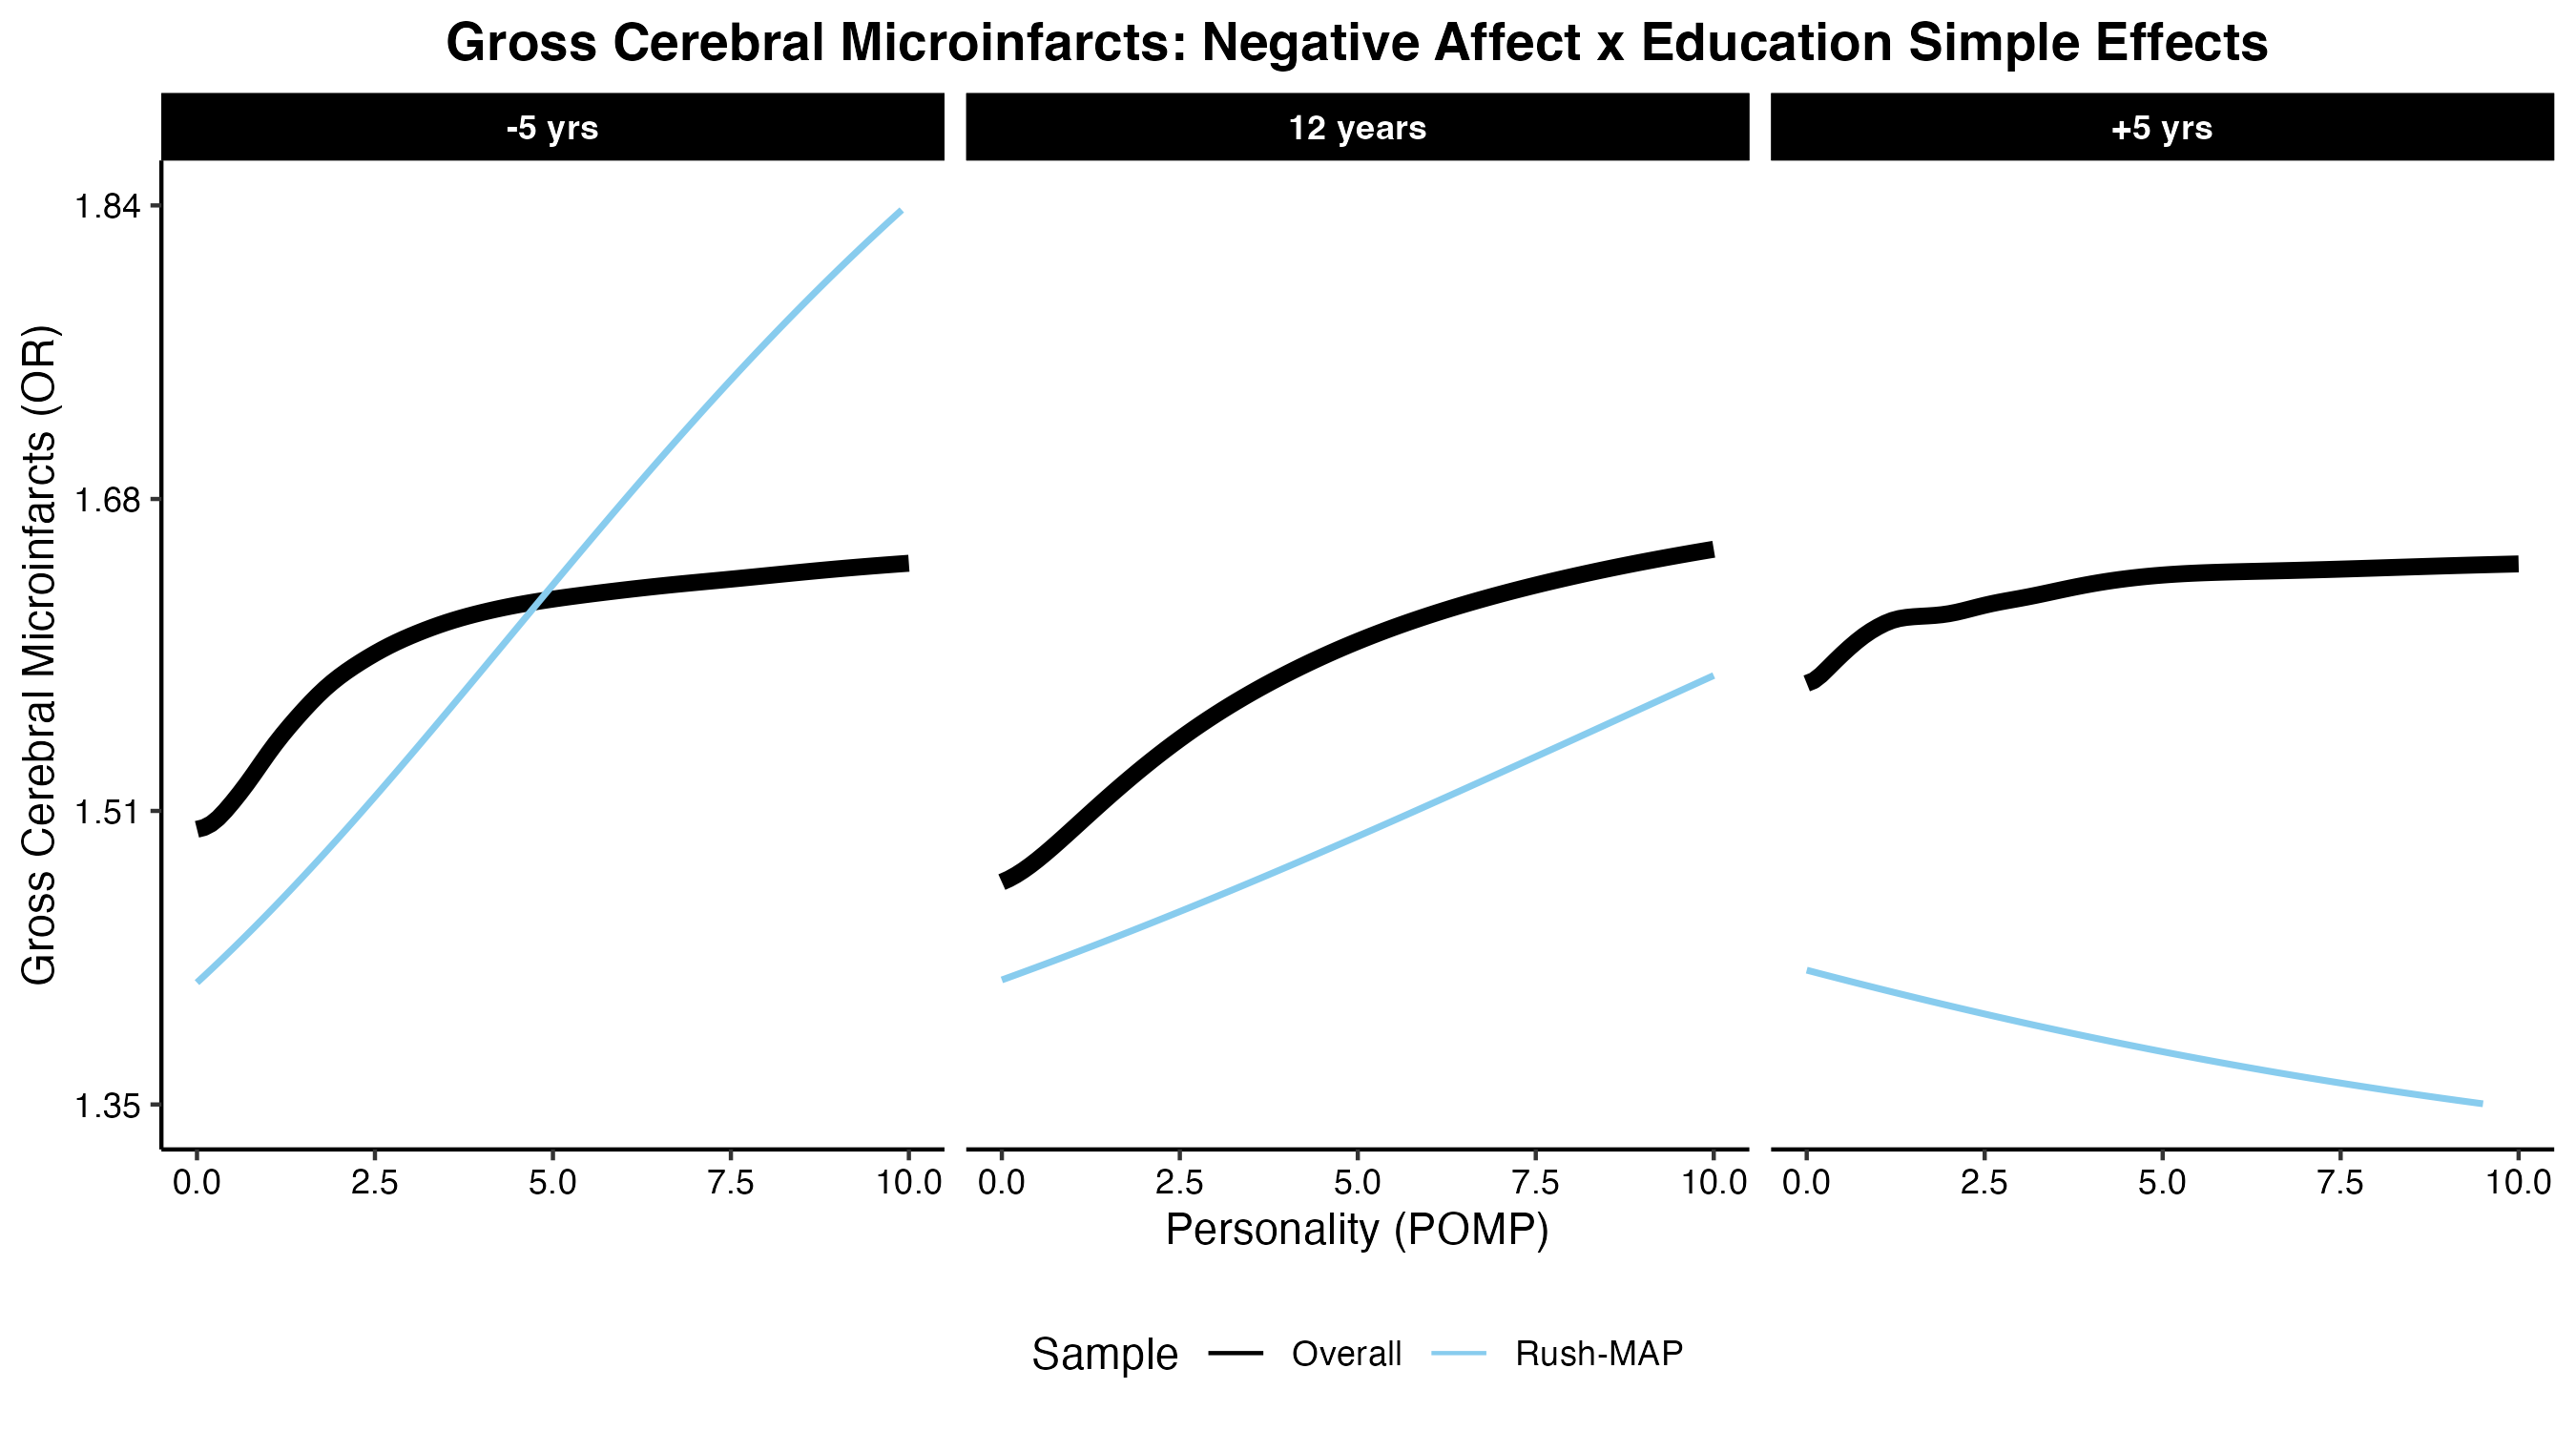 Gross Cerebral Microinfarcts: Negative Affect x Education Simple Effects
-5 yrs 12 years +5 yrs
Gross Cerebral Microinfarcts (OR)
1.84
1.68
1.51
1.35
0.0 2.5 5.0 7.5 10.0 0.0 2.5 5.0 7.5 10.0 0.0 2.5 5.0 7.5 10.0
Personality (POMP)
Sample Overall Rush-MAP